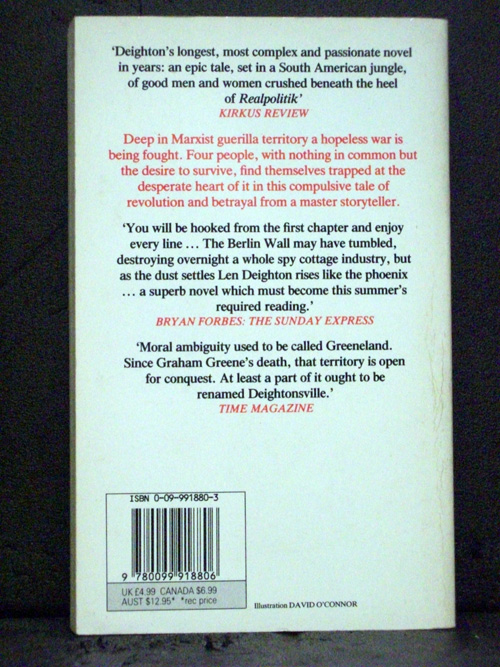 ‘Deighton's longest, most complex and passionate novel
in years: an epic tale, set in a South American jungle,
of good men and women crushed beneath the heel
of Realpolitik’
KIRKUS REVIEW
Deep in Marxist guerilla territory a hopeless war is
being fought. Four people, with nothing in common but
the desire to survive, find themselves trapped at the
desperate heart of it in this compulsive tale of
revolution and betrayal from a master storyteller.
‘You will be hooked from the first chapter and enjoy
every line ... The Berlin Wall may have tumbled,
destroying overnight a whole spy cottage industry, but
as the dust settles Len Deighton rises like the phoenix
... a superb novel which must become this summer's
required reading.’
BRYAN FORBES: THE SUNDAY EXPRESS
‘Moral ambiguity used to be called Greeneland.
Since Graham Greene's death, that territory is open
for conquest. At least a part of it ought to be
renamed Deightonsville.’
TIME MAGAZINE
ISBN 0-09-991880-3
9 780099 918806
UK £4.99 CANADA $6.99
AUST $12.95* *rec price
Illustration DAVID O'CONNOR